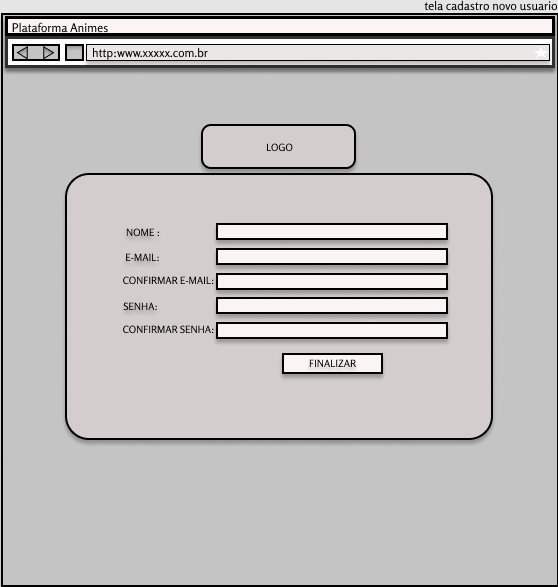 tela cadastro novo usuario
Plataforma Animes
http:www.xxxxx.com.br
LOGO
NOME :
E-MAIL:
CONFIRMAR E-MAIL:
SENHA:
CONFIRMAR SENHA:
FINALIZAR